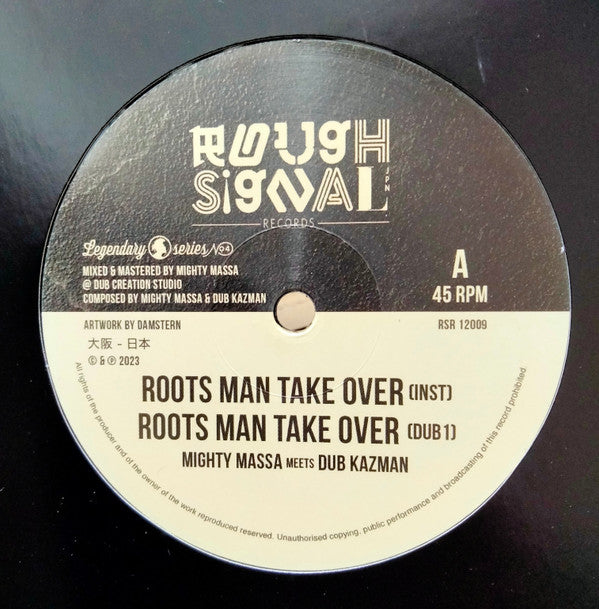 ROUGH
SiGNAL
JPN.
RECORDS
Legendary series No 04
MIXED & MASTERED BY MIGHTY MASSA
@ DUB CREATION STUDIO
COMPOSED BY MIGHTY MASSA & DUB KAZMAN
A
45 RPM
ARTWORK BY DAMSTERN
RSR 12009
大阪 - 日本
© & ℗ 2023
ROOTS MAN TAKE OVER (INST)
ROOTS MAN TAKE OVER (DUB 1)
MIGHTY MASSA MEETS DUB KAZMAN
All rights of the producer and of the owner of the work reproduced reserved. Unauthorised copying, public performance and broadcasting of this record prohibited.